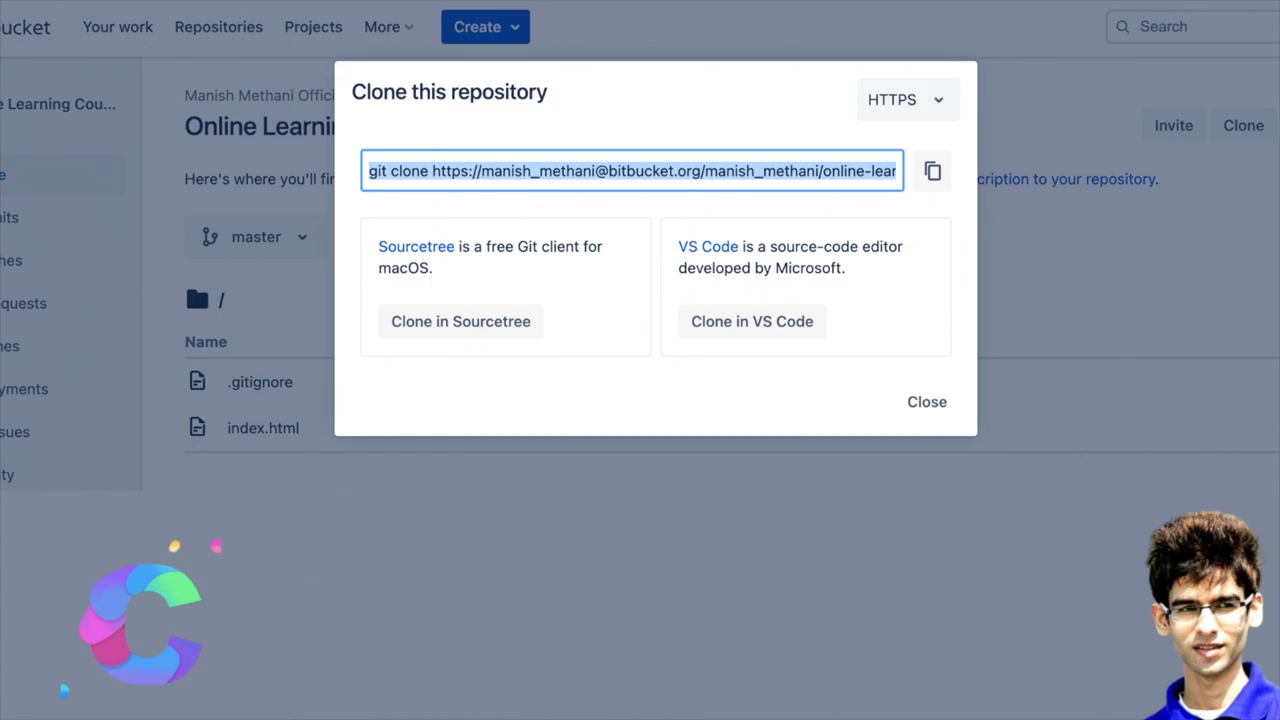 bucket
Your work
Repositories
Projects
More
Create
Search
e Learning Cou...
Manish Methani Offici
Online Learni
Invite
Clone
Here's where you'll fi
cription to your repository.
master
/
Name
.gitignore
index.html
e
its
hes
quests
nes
yments
sues
ty
Clone this repository
HTTPS
git clone https://manish_methani@bitbucket.org/manish_methani/online-lear
Sourcetree is a free Git client for
macOS.
Clone in Sourcetree
VS Code is a source-code editor
developed by Microsoft.
Clone in VS Code
Close